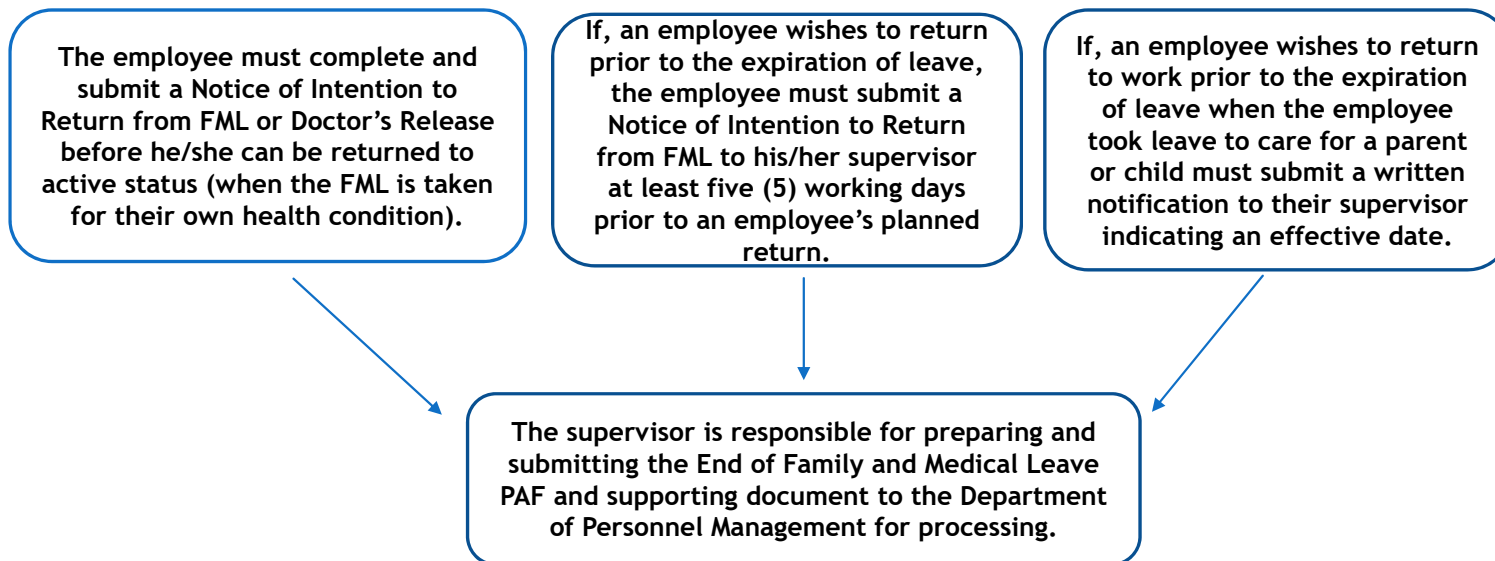 The employee must complete and
submit a Notice of Intention to
Return from FML or Doctor’s Release
before he/she can be returned to
active status (when the FML is taken
for their own health condition).
If, an employee wishes to return
prior to the expiration of leave,
the employee must submit a
Notice of Intention to Return
from FML to his/her supervisor
at least five (5) working days
prior to an employee’s planned
return.
If, an employee wishes to return
to work prior to the expiration
of leave when the employee
took leave to care for a parent
or child must submit a written
notification to their supervisor
indicating an effective date.
The supervisor is responsible for preparing and
submitting the End of Family and Medical Leave
PAF and supporting document to the Department
of Personnel Management for processing.